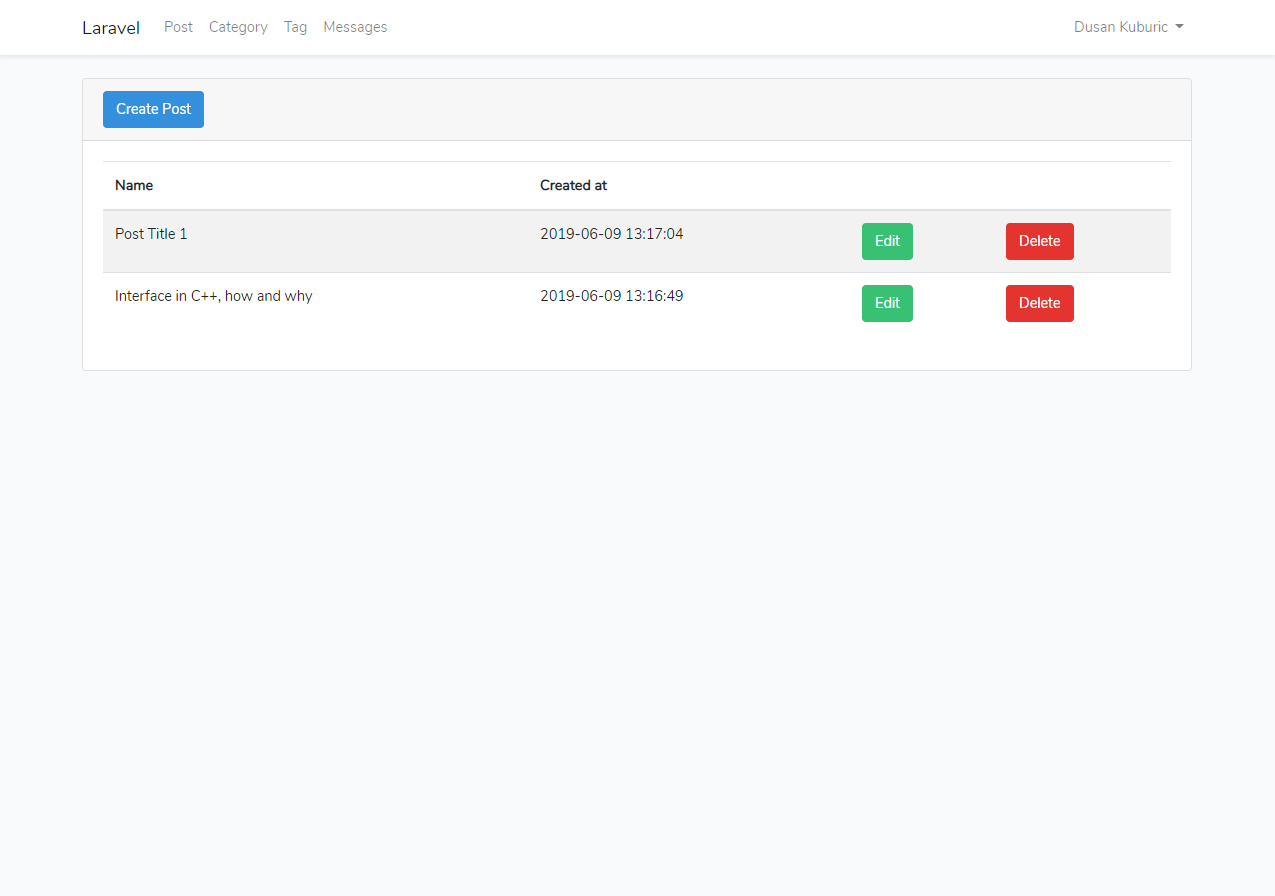 Laravel Post Category Tag Messages Dusan Kuburic
Create Post
Name Created at
Post Title 1 2019-06-09 13:17:04 Edit Delete
Interface in C++, how and why 2019-06-09 13:16:49 Edit Delete